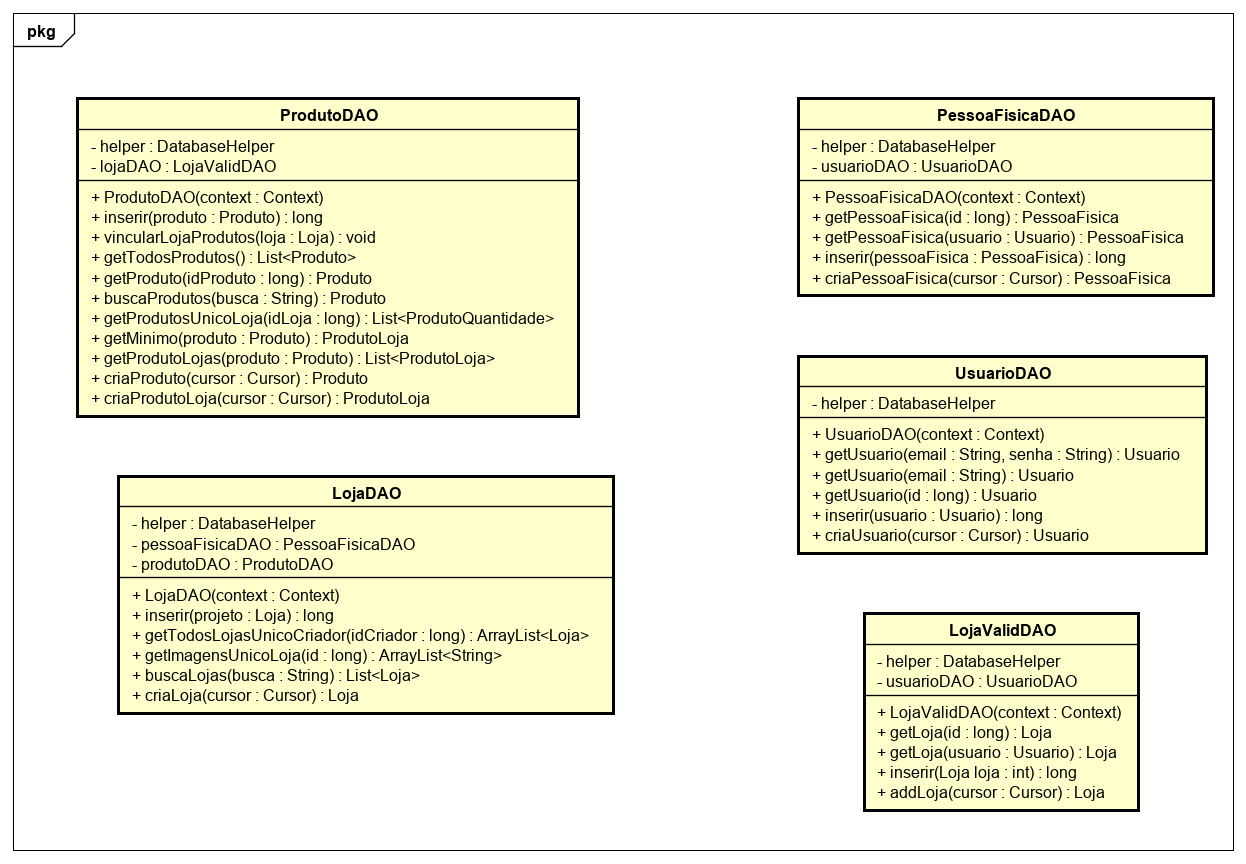 pkg
ProdutoDAO
- helper : DatabaseHelper
- lojaDAO : LojaValidDAO
+ ProdutoDAO(context : Context)
+ inserir(produto : Produto) : long
+ vincularLojaProdutos(loja : Loja) : void
+ getTodosProdutos() : List<Produto>
+ getProduto(idProduto : long) : Produto
+ buscaProdutos(busca : String) : Produto
+ getProdutosUnicoLoja(idLoja : long) : List<ProdutoQuantidade>
+ getMinimo(produto : Produto) : ProdutoLoja
+ getProdutoLojas(produto : Produto) : List<ProdutoLoja>
+ criaProduto(cursor : Cursor) : Produto
+ criaProdutoLoja(cursor : Cursor) : ProdutoLoja
PessoaFisicaDAO
- helper : DatabaseHelper
- usuarioDAO : UsuarioDAO
+ PessoaFisicaDAO(context : Context)
+ getPessoaFisica(id : long) : PessoaFisica
+ getPessoaFisica(usuario : Usuario) : PessoaFisica
+ inserir(pessoaFisica : PessoaFisica) : long
+ criaPessoaFisica(cursor : Cursor) : PessoaFisica
UsuarioDAO
- helper : DatabaseHelper
+ UsuarioDAO(context : Context)
+ getUsuario(email : String, senha : String) : Usuario
+ getUsuario(email : String) : Usuario
+ getUsuario(id : long) : Usuario
+ inserir(usuario : Usuario) : long
+ criaUsuario(cursor : Cursor) : Usuario
LojaDAO
- helper : DatabaseHelper
- pessoaFisicaDAO : PessoaFisicaDAO
- produtoDAO : ProdutoDAO
+ LojaDAO(context : Context)
+ inserir(projeto : Loja) : long
+ getTodosLojasUnicoCriador(idCriador : long) : ArrayList<Loja>
+ getImagensUnicoLoja(id : long) : ArrayList<String>
+ buscaLojas(busca : String) : List<Loja>
+ criaLoja(cursor : Cursor) : Loja
LojaValidDAO
- helper : DatabaseHelper
- usuarioDAO : UsuarioDAO
+ LojaValidDAO(context : Context)
+ getLoja(id : long) : Loja
+ getLoja(usuario : Usuario) : Loja
+ inserir(Loja loja : int) : long
+ addLoja(cursor : Cursor) : Loja